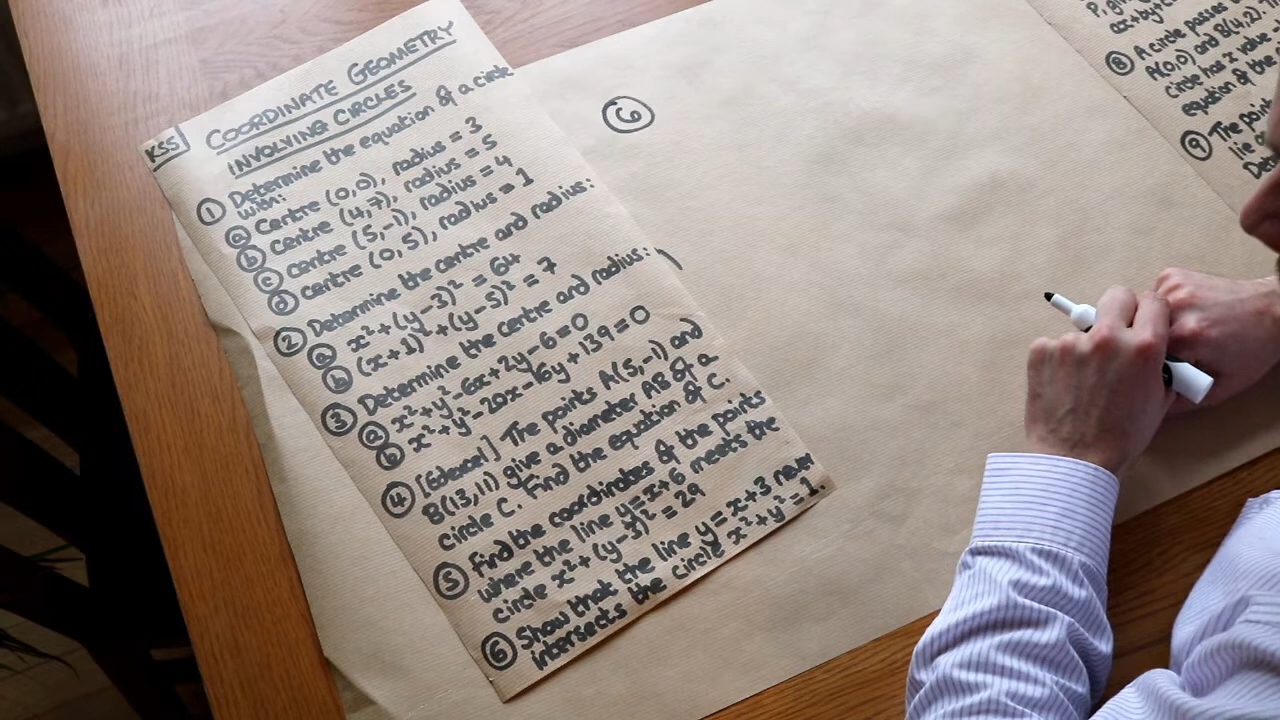 KS5
COORDINATE GEOMETRY
INVOLVING CIRCLES
① Determine the equation of a circle
with:
ⓐ Centre (0,0), radius = 3
ⓑ Centre (4,7), radius = 5
ⓒ Centre (5,-1), radius = 4
ⓓ Centre (0,5), radius = 1
② Determine the centre and radius:
ⓐ x² + (y-3)² = 64
ⓑ (x+1)² + (y-5)² = 7
③ Determine the centre and radius:
ⓐ x²+y²-6x+2y-6=0
ⓑ x²+y²-20x-16y+139=0
④ [Edexcel] The points A(5,-1) and
B(13,11) give a diameter AB of a
circle C. Find the equation of C.
⑤ Find the coordinates of the points
where the line y=x+6 meets the
circle x²+(y-3)² = 29
⑥ Show that the line y=x+3 never
intersects the circle x²+y²=1.
⑥
ax+by+
⑧ A circle passes
A(0,0) and B(4,2).
circle has x value
equation of the
⑨ The point
lie